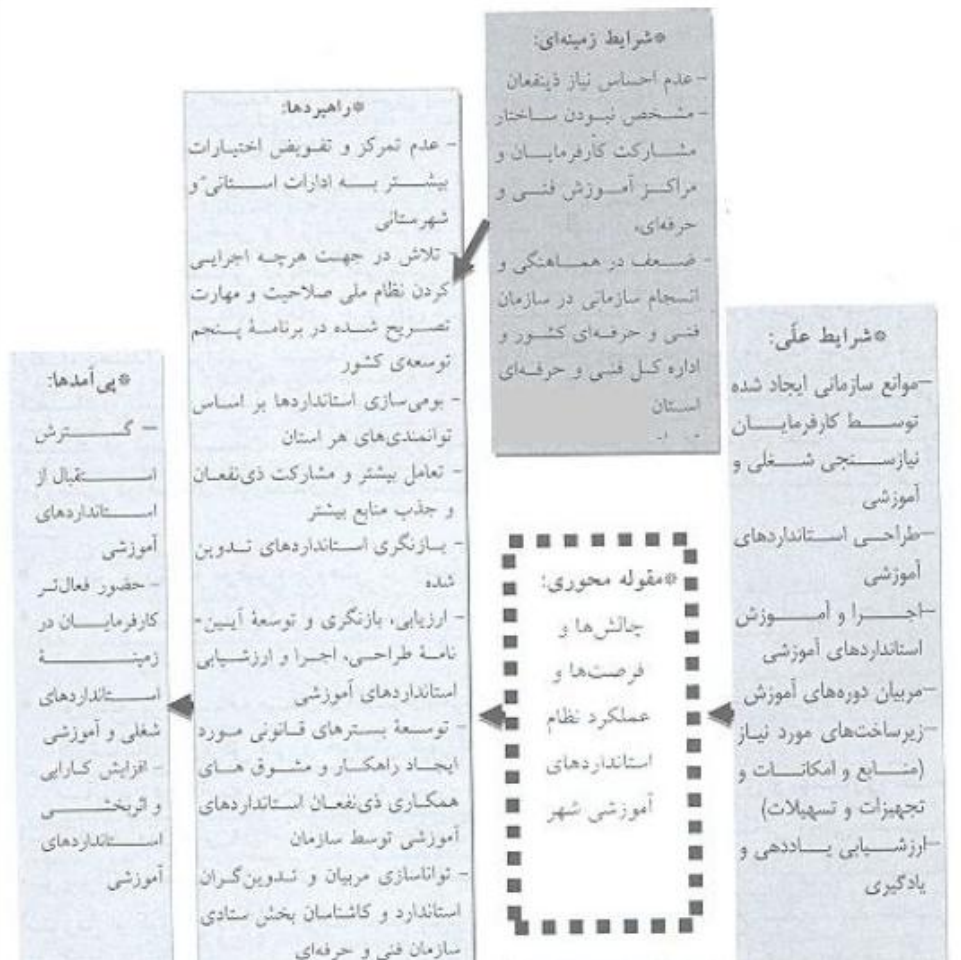 *شرایط زمینه‌ای:
- عدم احساس نیاز ذینفعان
- مشخص نبودن ساختار
مشارکت کارفرمایان و
مراکز آموزش فنی و
حرفه‌ای،
- ضعف در هماهنگی و
انسجام سازمانی در سازمان
فنی و حرفه‌ای کشور و
اداره کل فنی و حرفه‌ای
استان
*شرایط علّی:
-موانع سازمانی ایجاد شده
توسط کارفرمایان
نیازسنجی شغلی و
آموزشی
-طراحی استانداردهای
آموزشی
-اجرا و آموزش
استانداردهای آموزشی
-مربیان دوره‌های آموزش
-زیرساخت‌های مورد نیاز
(منابع و امکانات و
تجهیزات و تسهیلات)
-ارزشیابی یاددهی و
یادگیری
*مقوله محوری:
چالش‌ها و
فرصت‌ها و
عملکرد نظام
استانداردهای
آموزشی شهر
*راهبردها:
- عدم تمرکز و تفویض اختیارات
بیشتر به ادارات استانی و
شهرستانی
- تلاش در جهت هرچه اجرایی
کردن نظام ملی صلاحیت و مهارت
تصریح شده در برنامهٔ پنجم
توسعه‌ی کشور
- بومی‌سازی استانداردها بر اساس
توانمندی‌های هر استان
- تعامل بیشتر و مشارکت ذی‌نفعان
و جذب منابع بیشتر
- بازنگری استانداردهای تدوین
شده
- ارزیابی، بازنگری و توسعهٔ آیین-
نامهٔ طراحی، اجرا و ارزشیابی
استانداردهای آموزشی
- توسعهٔ بسترهای قانونی مورد
ایجاد راهکار و مشوق های
همکاری ذی‌نفعان استانداردهای
آموزشی توسط سازمان
- تواناسازی مربیان و تدوین‌گران
استاندارد و کاشناسان بخش ستادی
سازمان فنی و حرفه‌ای
*پی‌آمدها:
- گسترش
استقبال از
استانداردهای
آموزشی
- حضور فعال‌تر
کارفرمایان در
زمینهٔ
استانداردهای
شغلی و آموزشی
- افزایش کارایی
و اثربخشی
استانداردهای
آموزشی